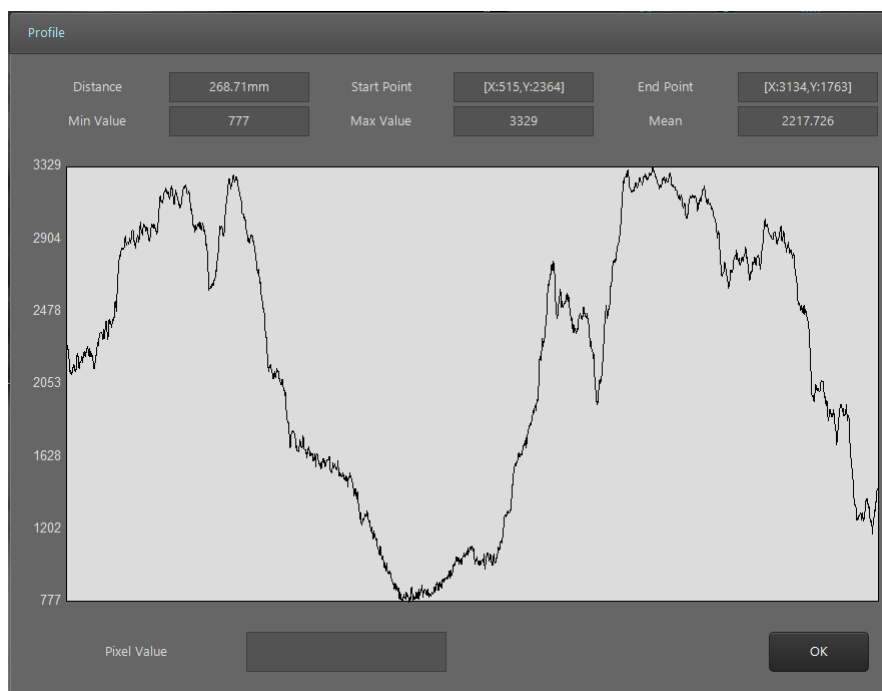 Profile
Distance 268.71mm Start Point [X:515,Y:2364] End Point [X:3134,Y:1763]
Min Value 777 Max Value 3329 Mean 2217.726
3329
2904
2478
2053
1628
1202
777
Pixel Value OK